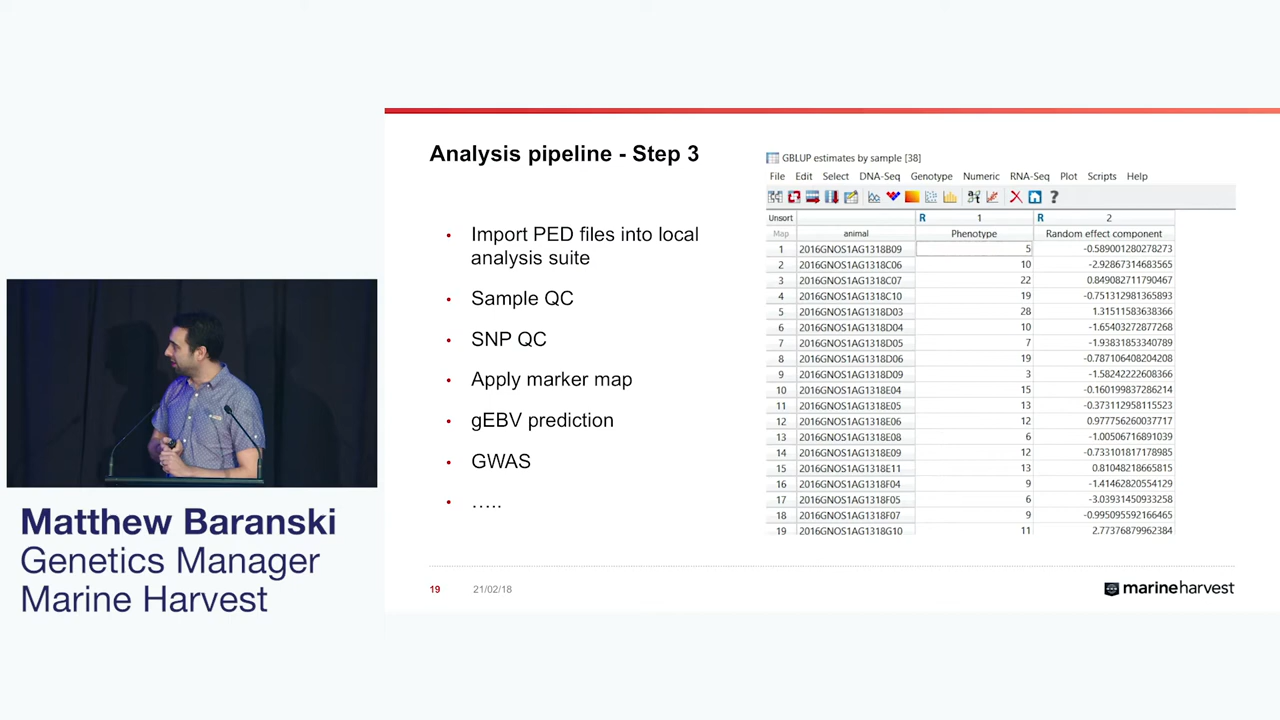 Analysis pipeline - Step 3
• Import PED files into local
analysis suite
• Sample QC
• SNP QC
• Apply marker map
• gEBV prediction
• GWAS
• .....
GBLUP estimates by sample [38]
File Edit Select DNA-Seq Genotype Numeric RNA-Seq Plot Scripts Help
Unsort R 1 R 2
Map animal Phenotype Random effect component
1 2016GNOS1AG1318B09 5 -0.589001280278273
2 2016GNOS1AG1318C06 10 -2.92867314683565
3 2016GNOS1AG1318C07 22 0.849082711790467
4 2016GNOS1AG1318C10 19 -0.751312981365893
5 2016GNOS1AG1318D03 28 1.31511583638366
6 2016GNOS1AG1318D04 10 -1.65403272877268
7 2016GNOS1AG1318D05 7 -1.93831853340789
8 2016GNOS1AG1318D06 19 -0.787106408204208
9 2016GNOS1AG1318D09 3 -1.58242222608366
10 2016GNOS1AG1318E04 15 -0.160199837286214
11 2016GNOS1AG1318E05 13 -0.373112958115523
12 2016GNOS1AG1318E06 12 0.977756260037717
13 2016GNOS1AG1318E08 6 -1.00506716891039
14 2016GNOS1AG1318E09 12 -0.733101817178985
15 2016GNOS1AG1318E11 13 0.81048218665815
16 2016GNOS1AG1318F04 9 -1.41462820554129
17 2016GNOS1AG1318F05 6 -3.03931450933258
18 2016GNOS1AG1318F07 9 -0.995095592166465
19 2016GNOS1AG1318G10 11 2.77376879962384
19 21/02/18
marineharvest
Matthew Baranski
Genetics Manager
Marine Harvest